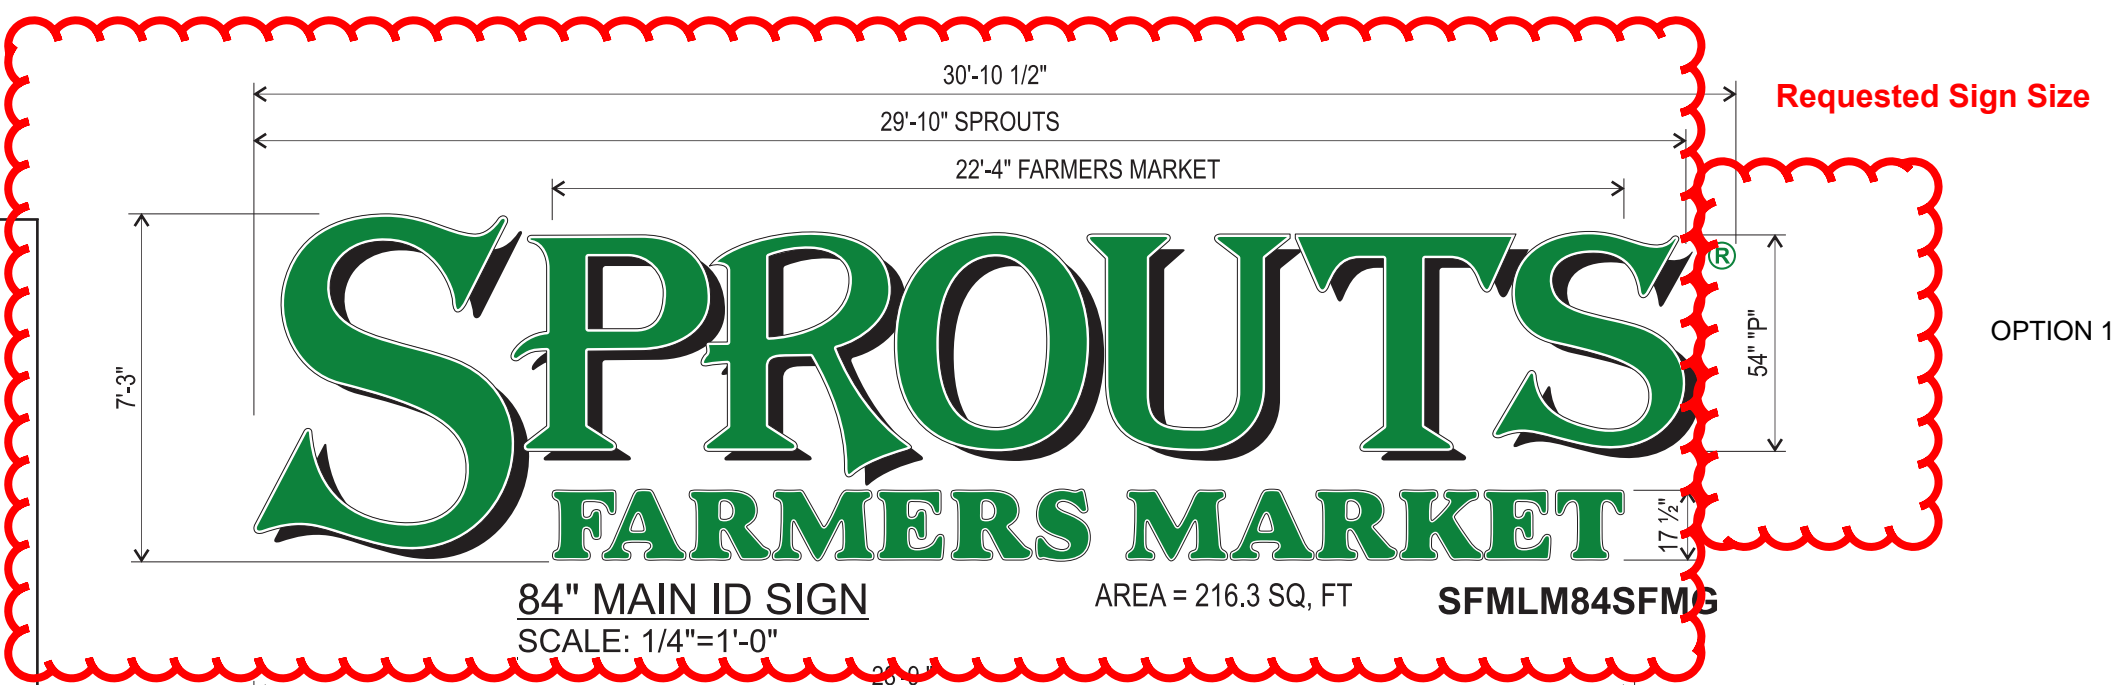 30'-10 1/2"
Requested Sign Size
29'-10" SPROUTS
22'-4" FARMERS MARKET
7'-3"
SPROUTS®
54" "P"
OPTION 1
FARMERS MARKET
17 ½"
84" MAIN ID SIGN
AREA = 216.3 SQ, FT
SFMLM84SFMG
SCALE: 1/4"=1'-0"